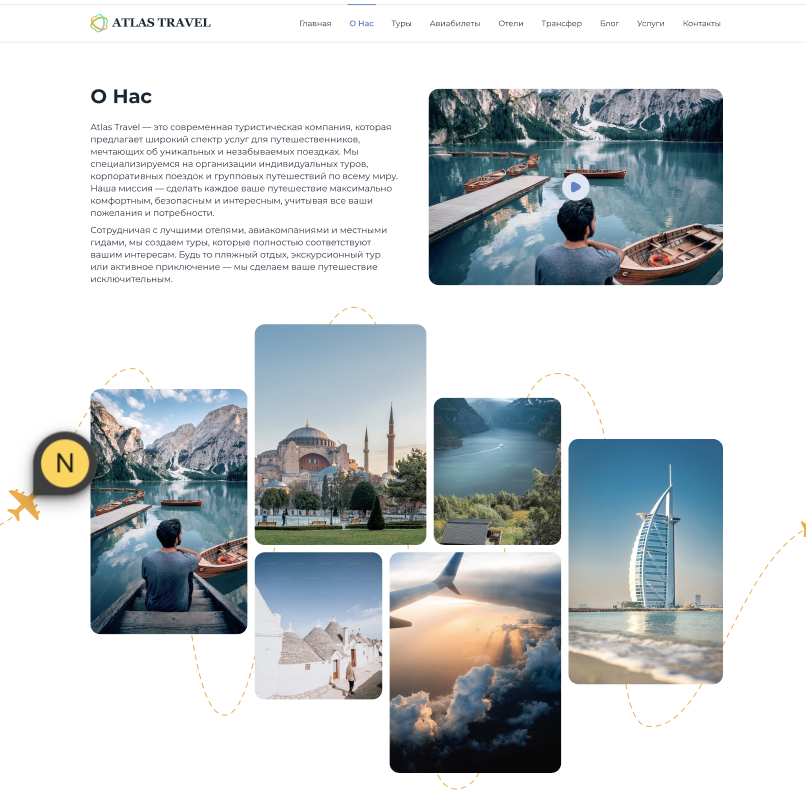 ATLAS TRAVEL
Главная О Нас Туры Авиабилеты Отели Трансфер Блог Услуги Контакты
О Нас
Atlas Travel — это современная туристическая компания, которая
предлагает широкий спектр услуг для путешественников,
мечтающих об уникальных и незабываемых поездках. Мы
специализируемся на организации индивидуальных туров,
корпоративных поездок и групповых путешествий по всему миру.
Наша миссия — сделать каждое ваше путешествие максимально
комфортным, безопасным и интересным, учитывая все ваши
пожелания и потребности.
Сотрудничая с лучшими отелями, авиакомпаниями и местными
гидами, мы создаем туры, которые полностью соответствуют
вашим интересам. Будь то пляжный отдых, экскурсионный тур
или активное приключение — мы сделаем ваше путешествие
исключительным.
N